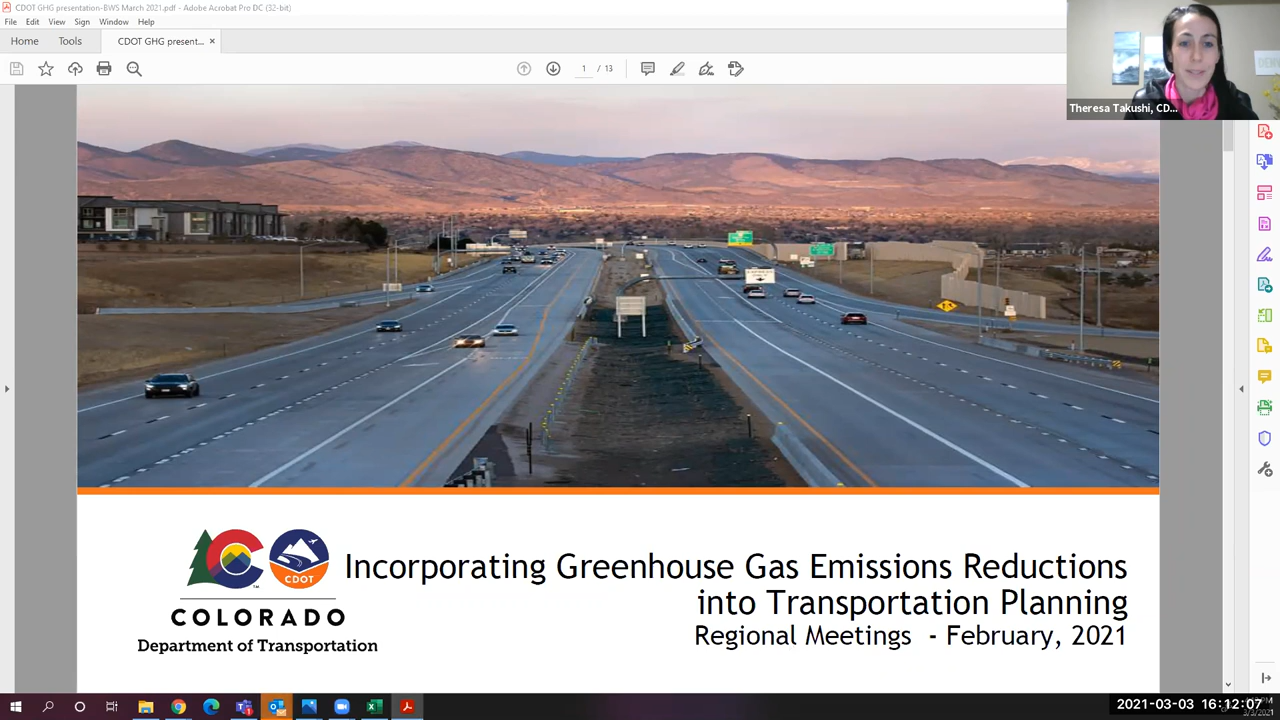 CDOT GHG presentation-BWS March 2021.pdf - Adobe Acrobat Pro DC (32-bit)
File Edit View Sign Window Help
Home Tools CDOT GHG present... ×
1 / 13
Theresa Takushi, CD...
CDOT
COLORADO
Department of Transportation
Incorporating Greenhouse Gas Emissions Reductions
into Transportation Planning
Regional Meetings - February, 2021
2021-03-03 16:12:07